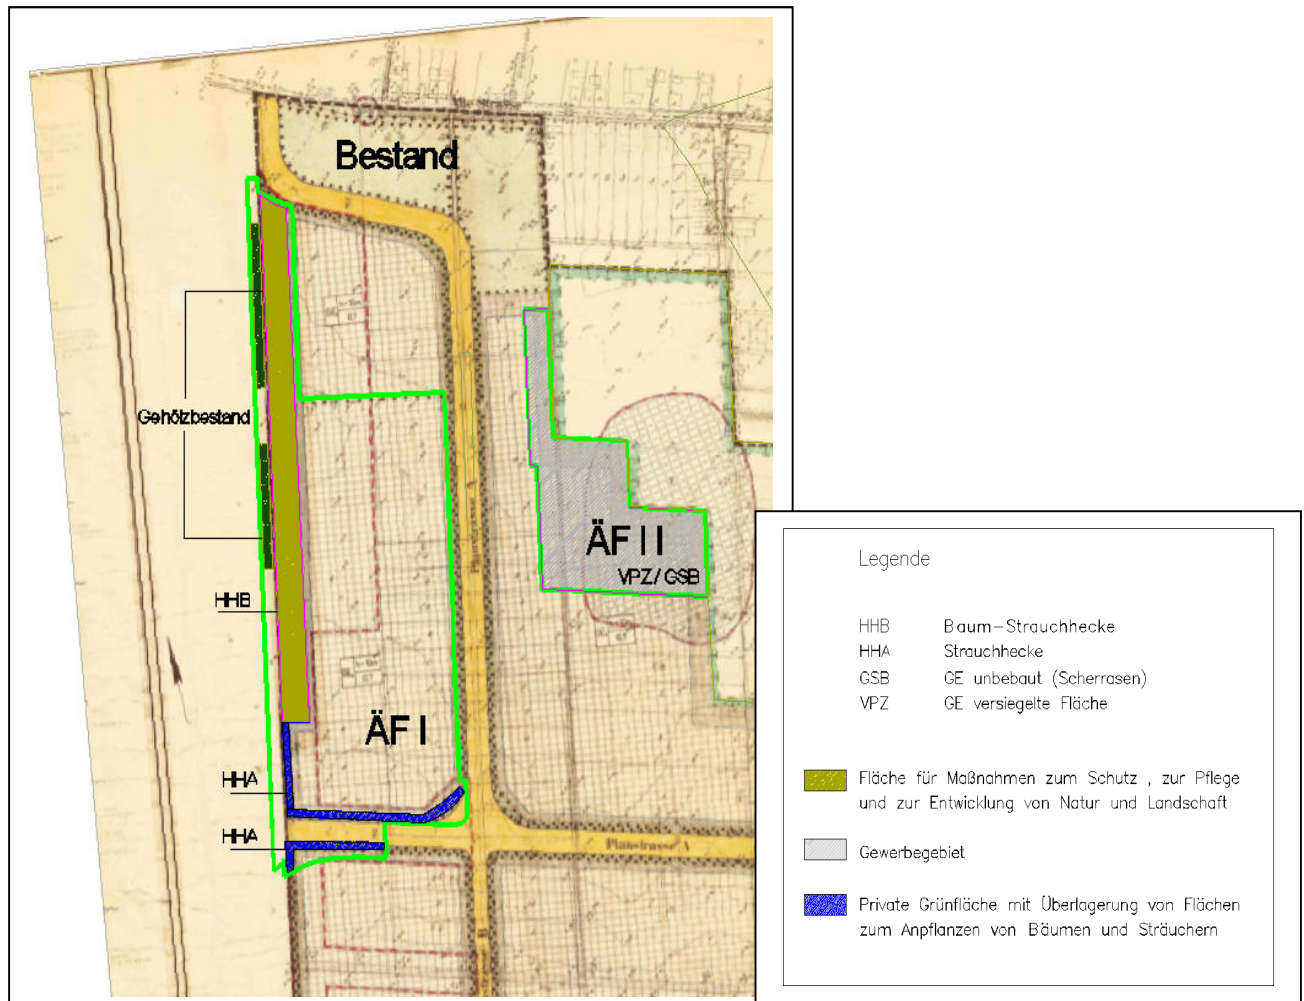 Bestand
Gehölzbestand
ÄF II
VPZ/ GSB
HHB
ÄF I
HHA
HHA
Planstrasse A
Legende
HHB Baum-Strauchhecke
HHA Strauchhecke
GSB GE unbebaut (Scherrasen)
VPZ GE versiegelte Fläche
Fläche für Maßnahmen zum Schutz , zur Pflege
und zur Entwicklung von Natur und Landschaft
Gewerbegebiet
Private Grünfläche mit Überlagerung von Flächen
zum Anpflanzen von Bäumen und Sträuchern